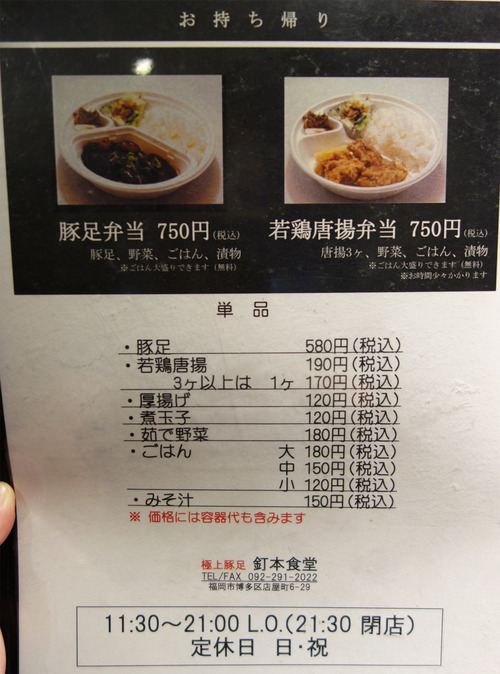 お持ち帰り
豚足弁当 750円(税込)
豚足、野菜、ごはん、漬物
※ごはん大盛りできます(無料)
若鶏唐揚弁当 750円(税込)
唐揚3ヶ、野菜、ごはん、漬物
※ごはん大盛りできます(無料)
※お時間少々かかります
単品
・豚足 580円(税込)
・若鶏唐揚 190円(税込)
3ヶ以上は 1ヶ 170円(税込)
・厚揚げ 120円(税込)
・煮玉子 120円(税込)
・茹で野菜 180円(税込)
・ごはん 大 180円(税込)
中 150円(税込)
小 120円(税込)
・みそ汁 150円(税込)
※ 価格には容器代も含みます
極上豚足 釘本食堂
TEL/FAX 092-291-2022
福岡市博多区店屋町6-29
11:30～21:00 L.O.(21:30 閉店)
定休日 日・祝